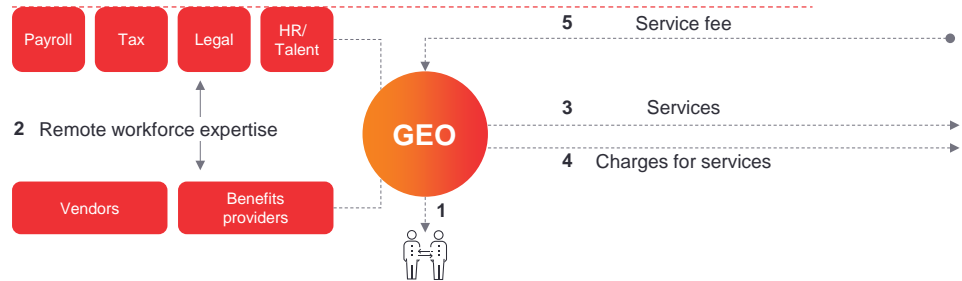 Payroll
Tax
Legal
HR/
Talent
5 Service fee
2 Remote workforce expertise
GEO
3 Services
4 Charges for services
Vendors
Benefits
providers
1